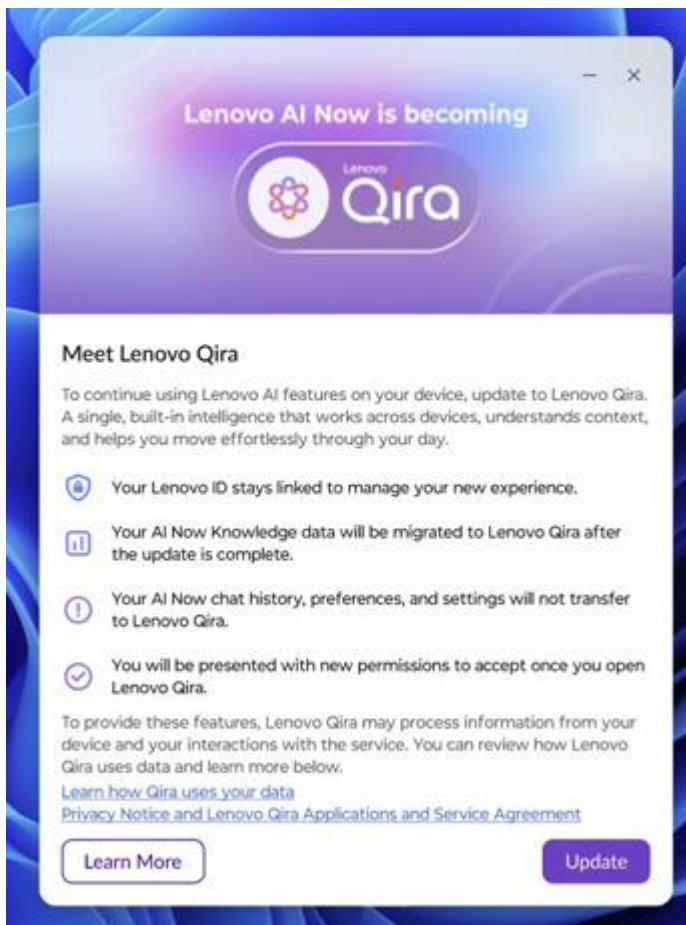 Lenovo AI Now is becoming
Lenovo
Qira
Meet Lenovo Qira
To continue using Lenovo AI features on your device, update to Lenovo Qira.
A single, built-in intelligence that works across devices, understands context,
and helps you move effortlessly through your day.
Your Lenovo ID stays linked to manage your new experience.
Your AI Now Knowledge data will be migrated to Lenovo Qira after
the update is complete.
Your AI Now chat history, preferences, and settings will not transfer
to Lenovo Qira.
You will be presented with new permissions to accept once you open
Lenovo Qira.
To provide these features, Lenovo Qira may process information from your
device and your interactions with the service. You can review how Lenovo
Qira uses data and learn more below.
Learn how Qira uses your data
Privacy Notice and Lenovo Qira Applications and Service Agreement
Learn More
Update